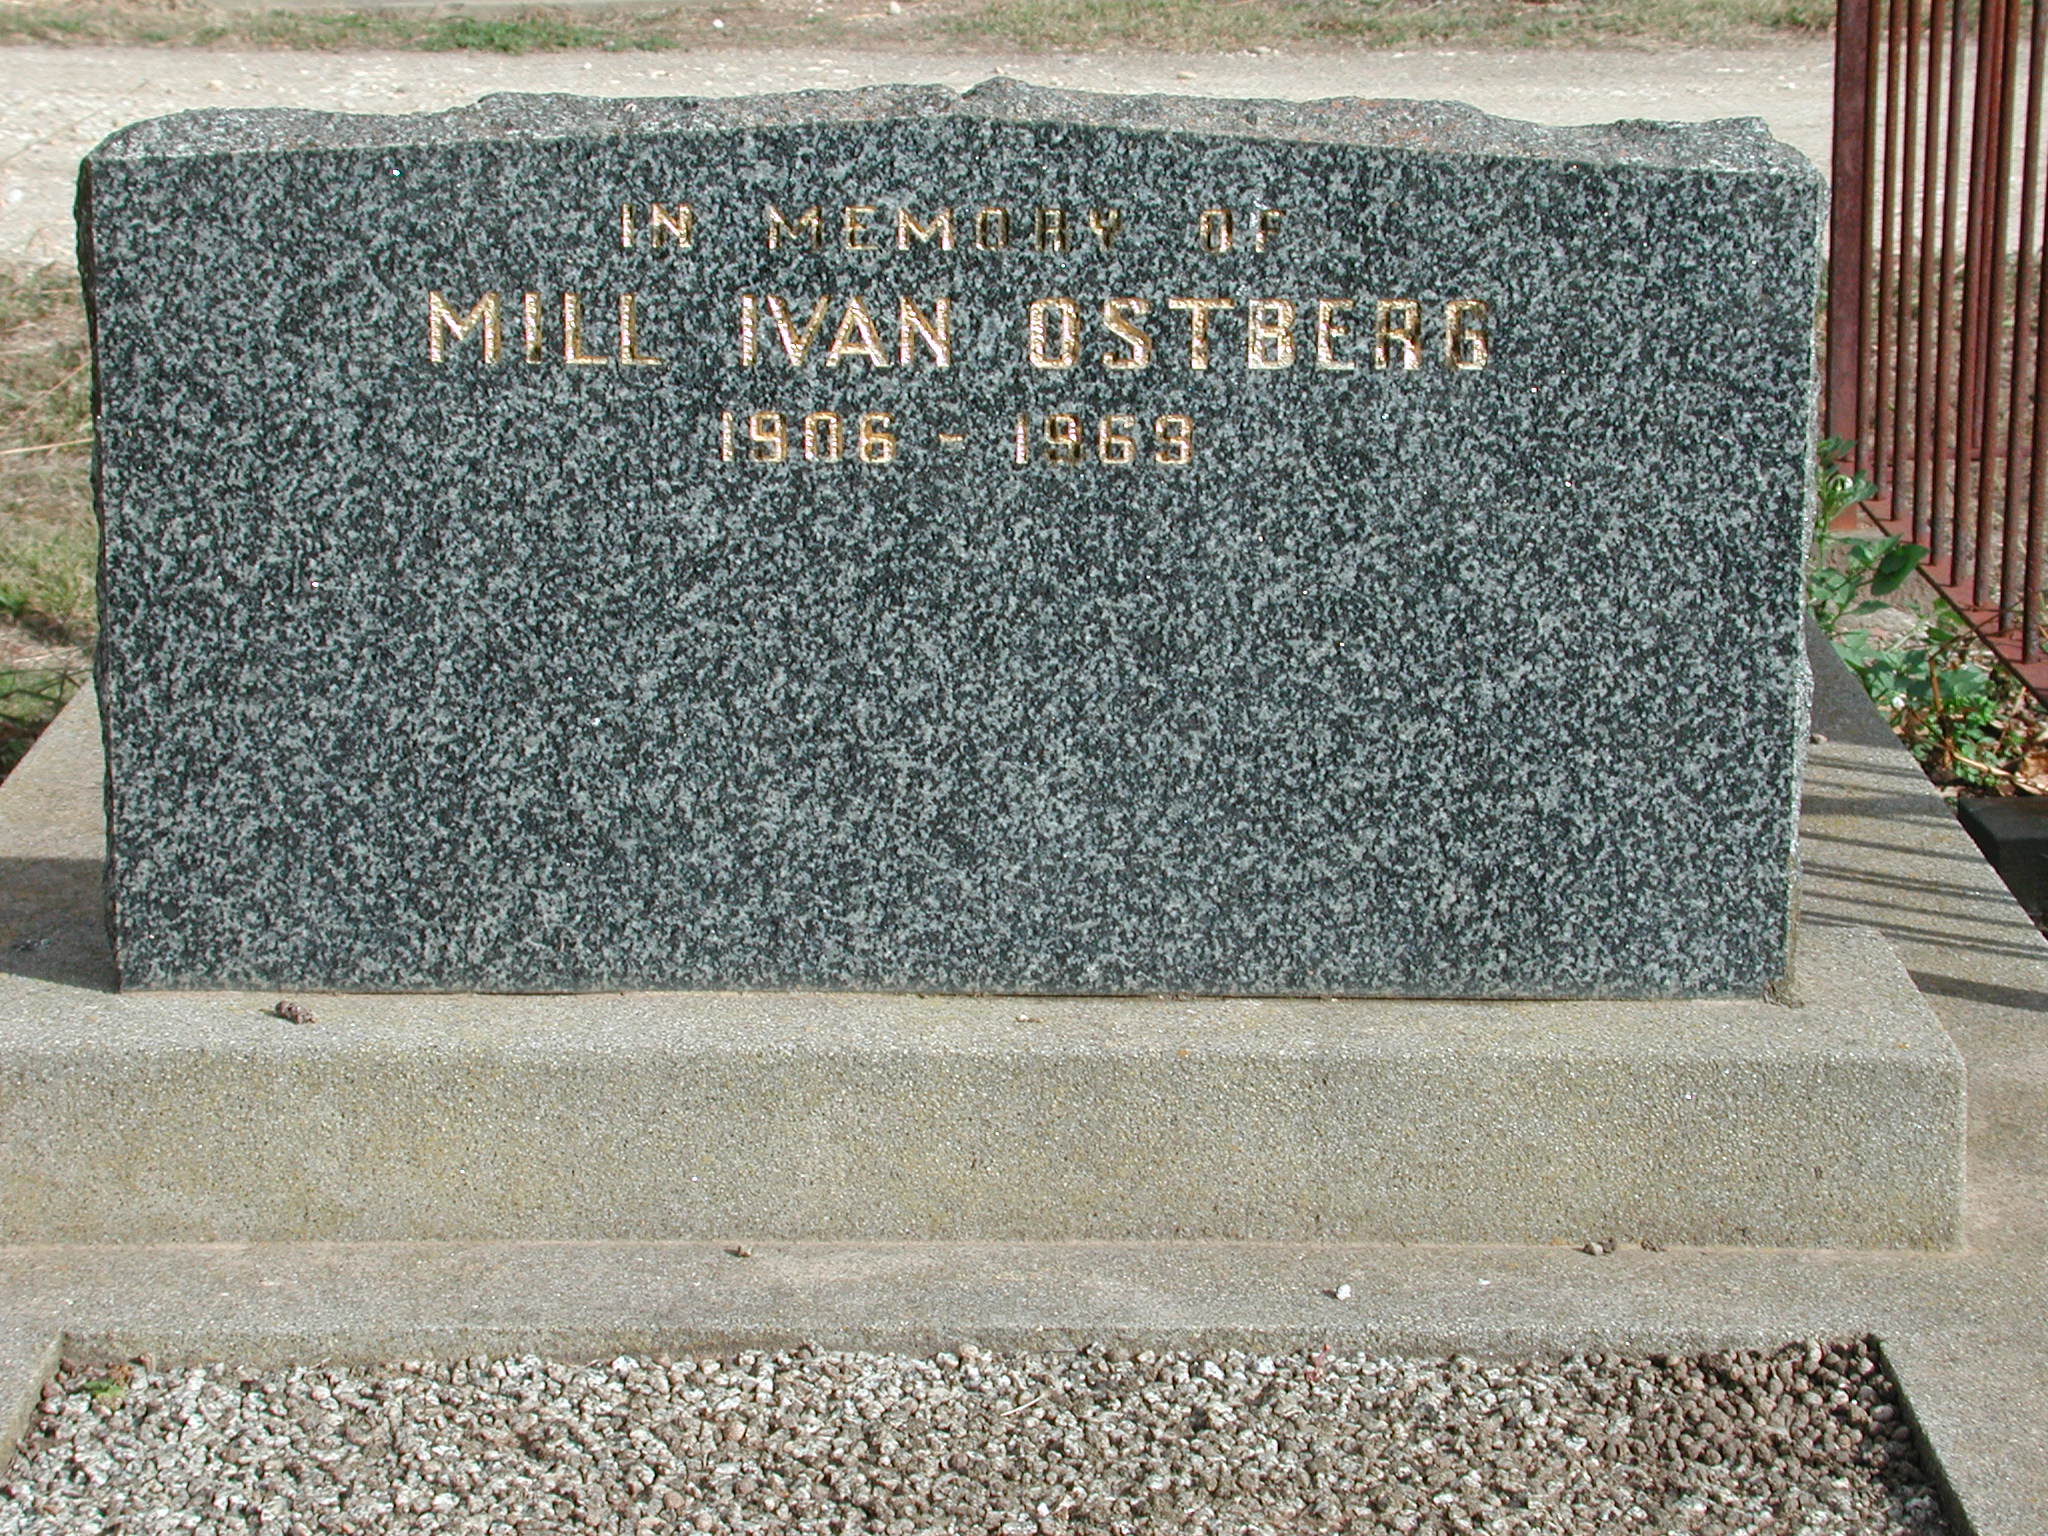 IN MEMORY OF
MILL IVAN OSTBERG
1906 - 1969